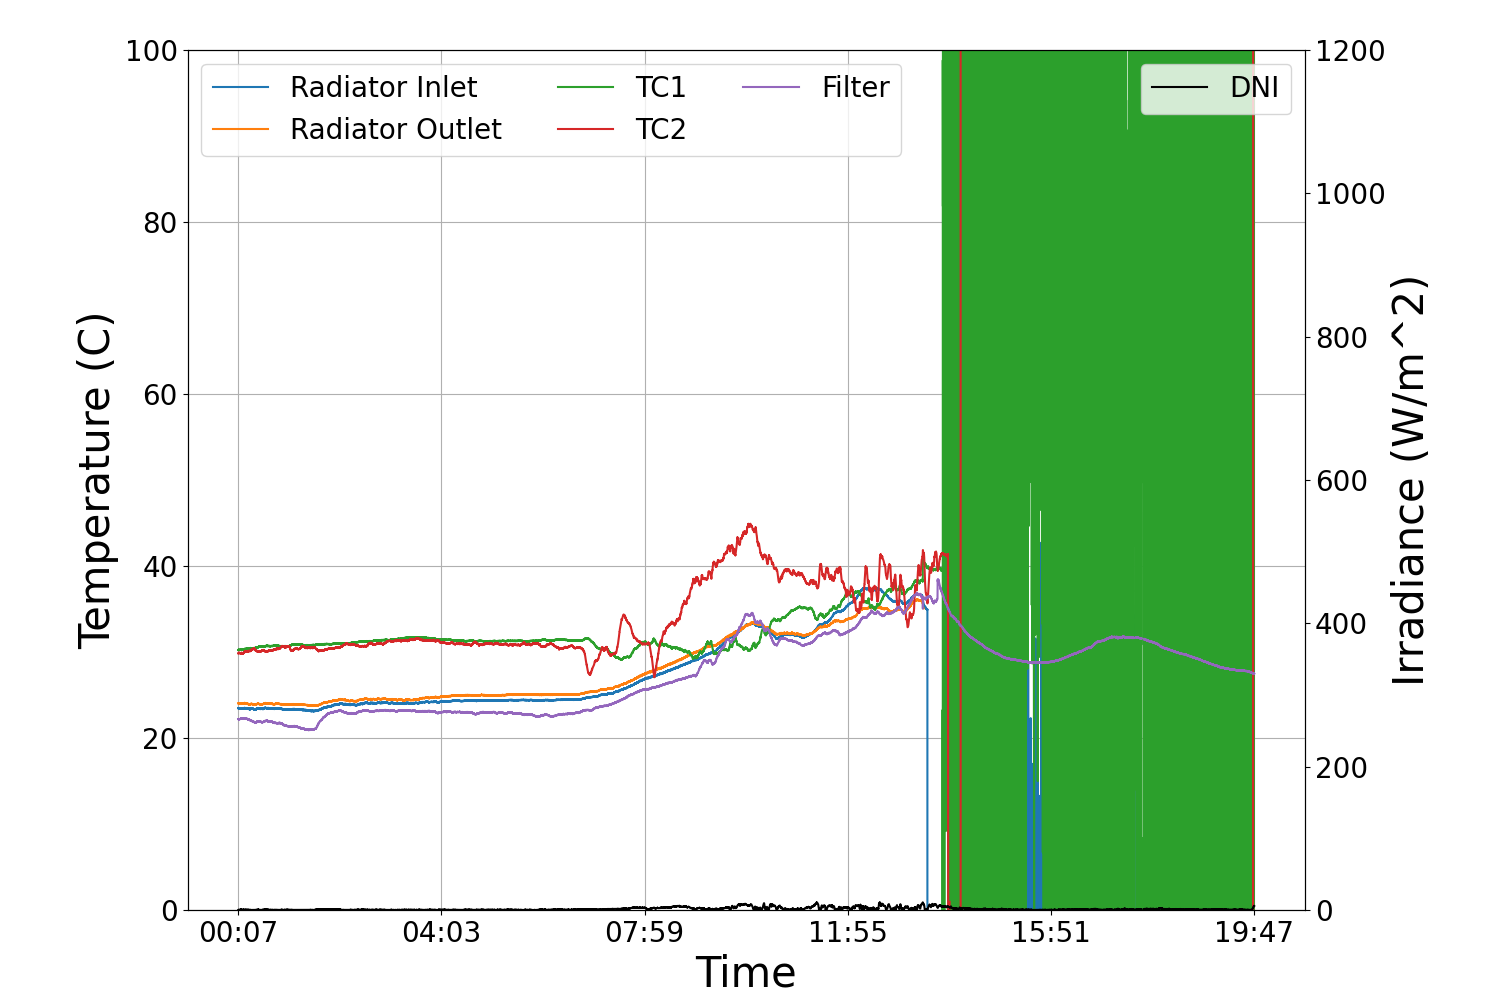 100
80
60
40
20
0
Temperature (C)
Radiator Inlet
Radiator Outlet
TC1
TC2
Filter
DNI
1200
1000
800
600
400
200
0
Irradiance (W/m^2)
00:07 04:03 07:59 11:55 15:51 19:47
Time